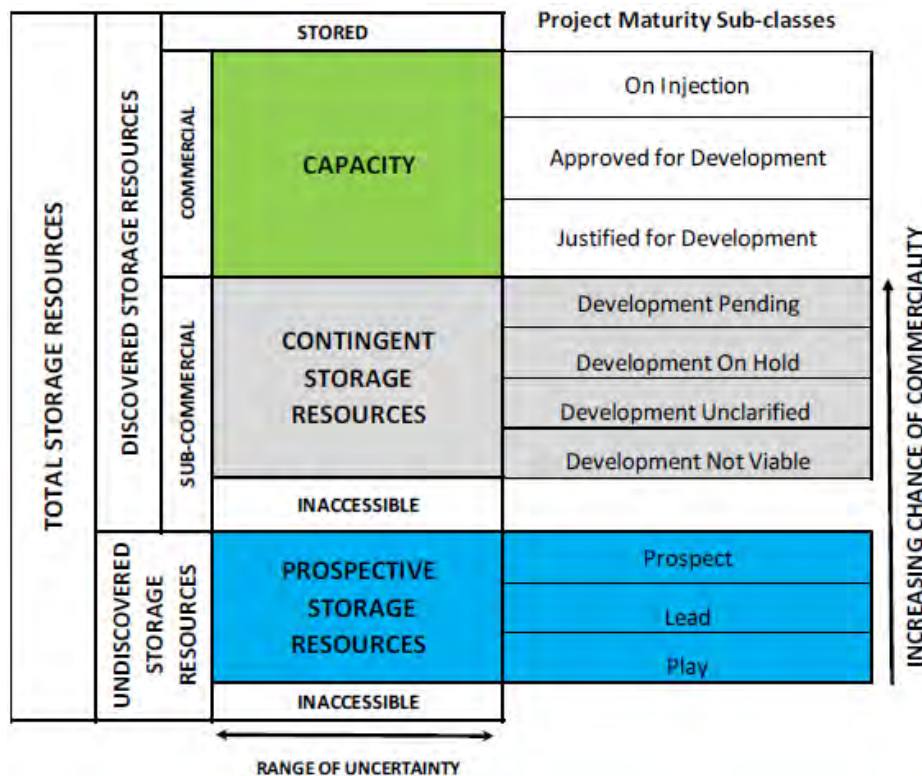 STORED
Project Maturity Sub-classes
TOTAL STORAGE RESOURCES
DISCOVERED STORAGE RESOURCES
COMMERCIAL
CAPACITY
On Injection
Approved for Development
Justified for Development
SUB-COMMERCIAL
CONTINGENT
STORAGE
RESOURCES
Development Pending
Development On Hold
Development Unclarified
Development Not Viable
INACCESSIBLE
UNDISCOVERED
STORAGE
RESOURCES
PROSPECTIVE
STORAGE
RESOURCES
Prospect
Lead
Play
INACCESSIBLE
INCREASING CHANCE OF COMMERCIALITY
RANGE OF UNCERTAINTY